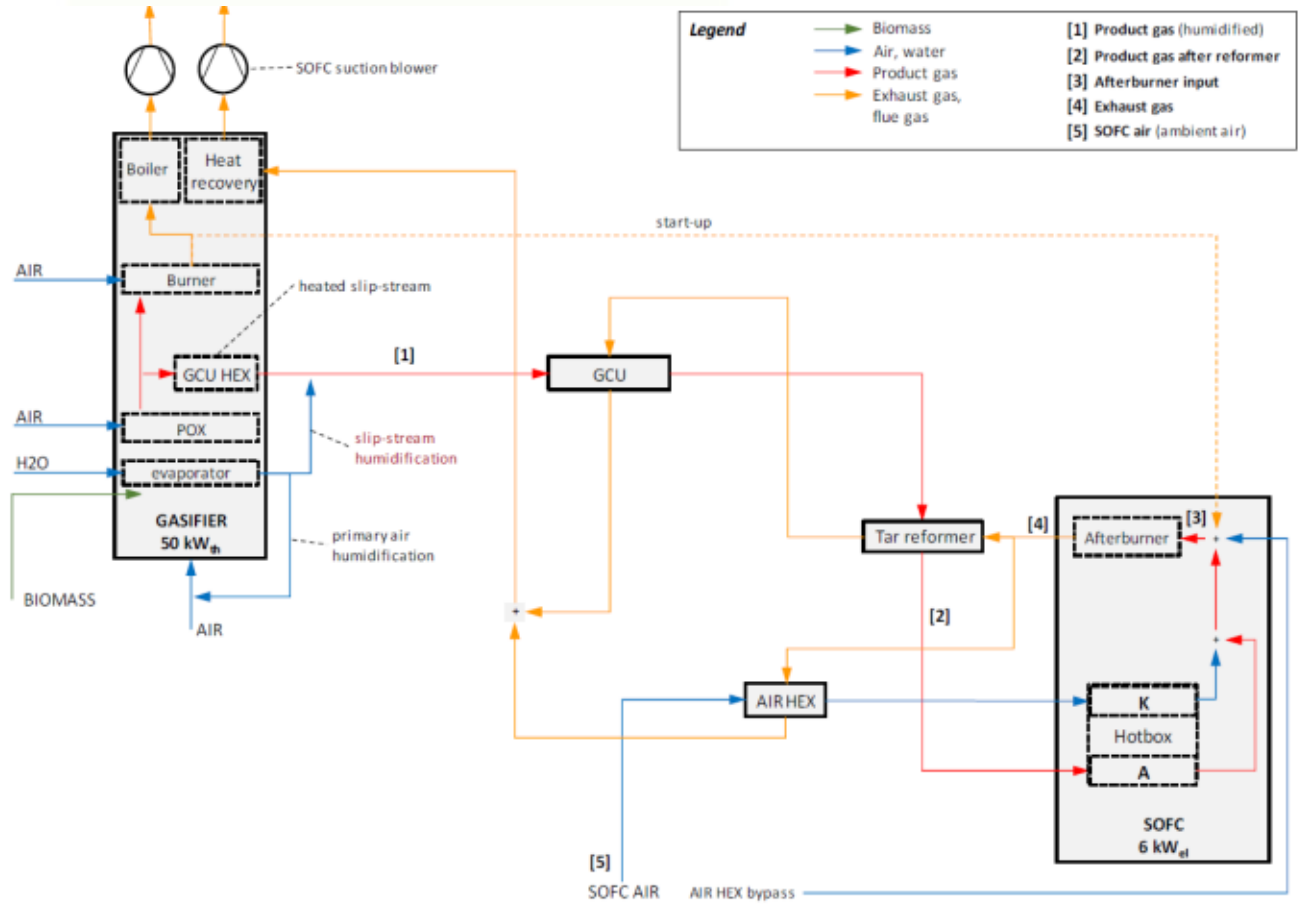 Legend
Biomass
Air, water
Product gas
Exhaust gas,
flue gas
[1] Product gas (humidified)
[2] Product gas after reformer
[3] Afterburner input
[4] Exhaust gas
[5] SOFC air (ambient air)
SOFC suction blower
Boiler
Heat
recovery
start-up
AIR
Burner
heated slip-stream
[1]
GCU HEX
GCU
AIR
POX
slip-stream
humidification
H2O
evaporator
GASIFIER
50 kWth
primary air
humidification
BIOMASS
AIR
+
Tar reformer
[4]
Afterburner
[3]
+
[2]
+
AIR HEX
K
Hotbox
A
SOFC
6 kWel
[5]
SOFC AIR
AIR HEX bypass